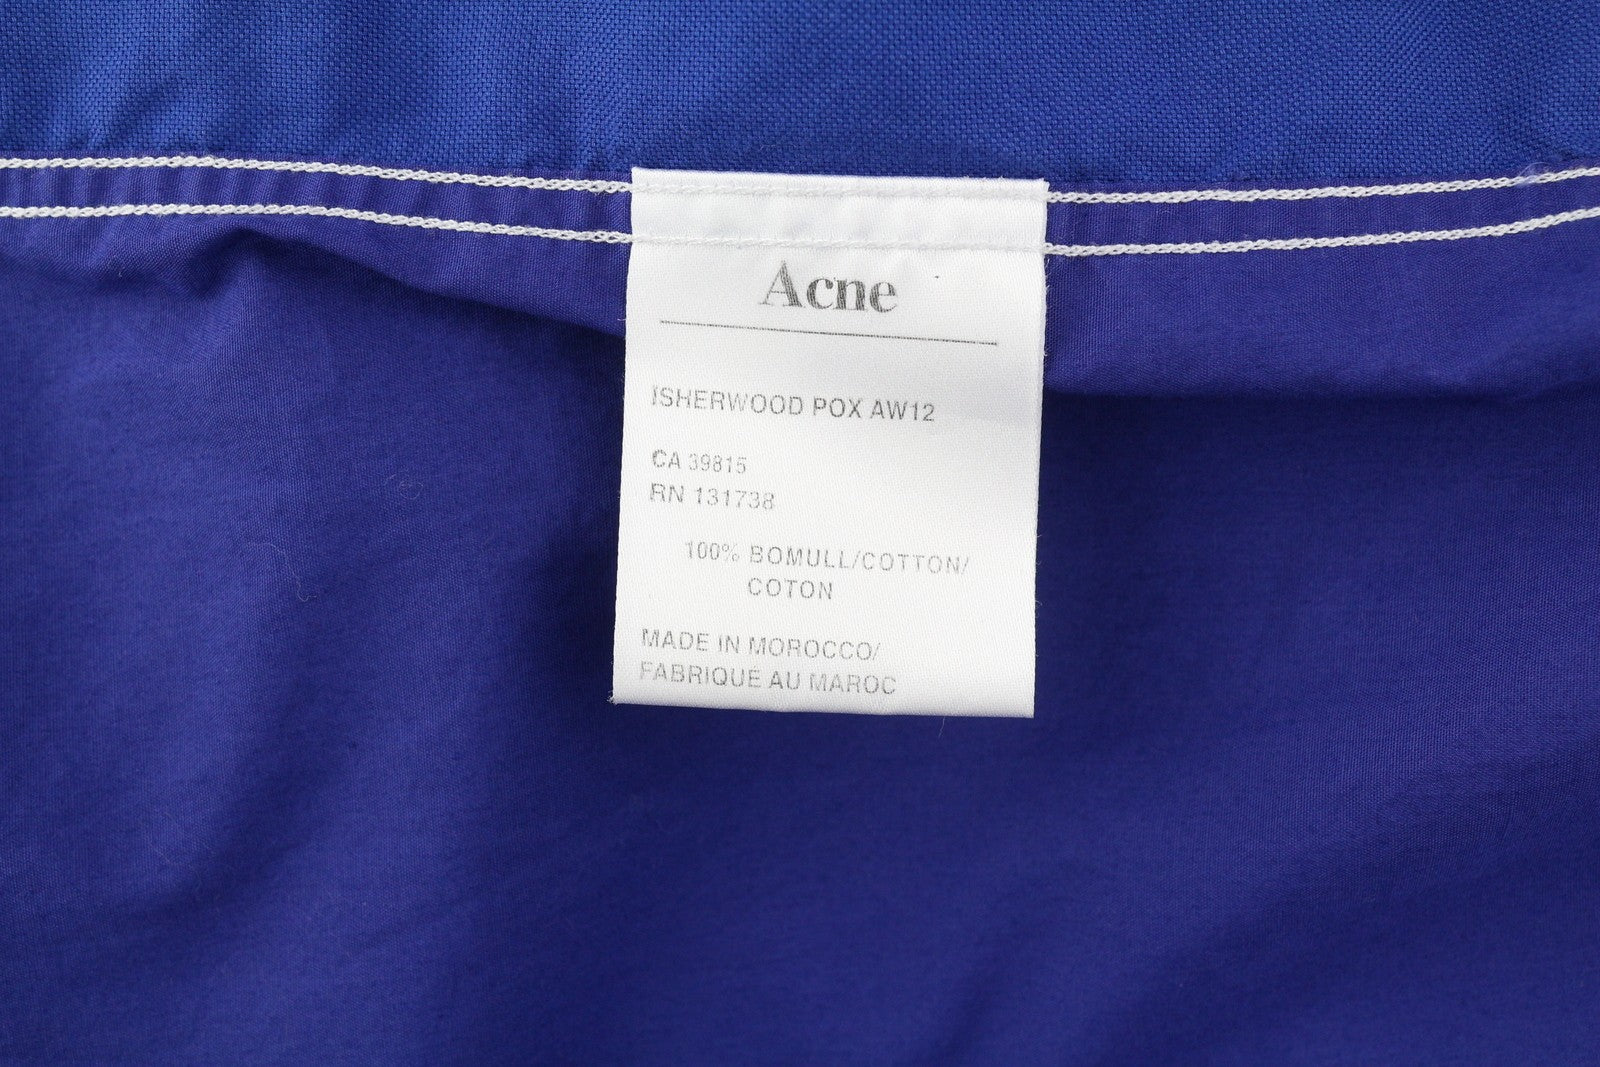 Acne
ISHERWOOD POX AW12
CA 39815
RN 131738
100% BOMULL/COTTON/
COTON
MADE IN MOROCCO/
FABRIQUÉ AU MAROC